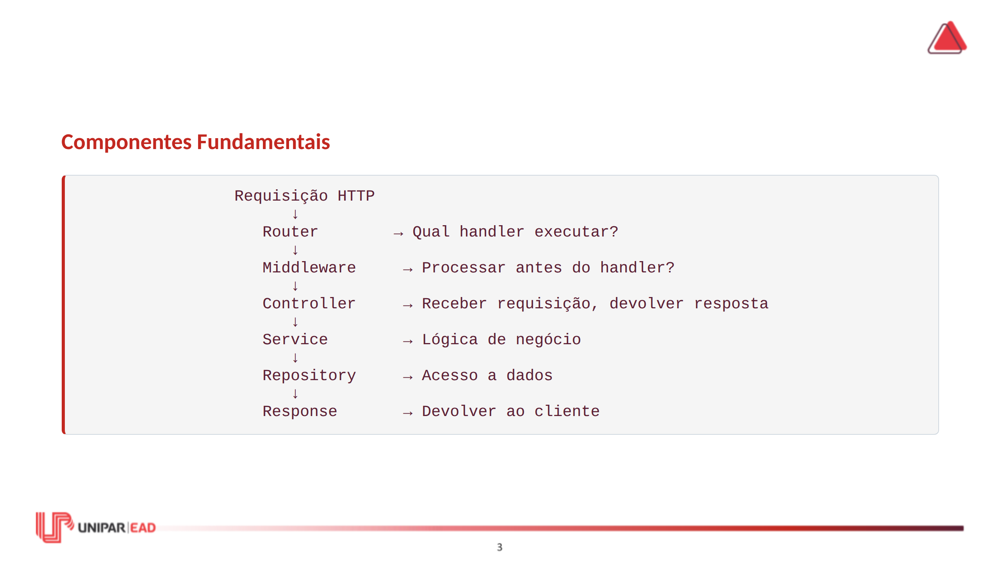 Componentes Fundamentais
Requisição HTTP
↓
Router → Qual handler executar?
↓
Middleware → Processar antes do handler?
↓
Controller → Receber requisição, devolver resposta
↓
Service → Lógica de negócio
↓
Repository → Acesso a dados
↓
Response → Devolver ao cliente
UNIPAR|EAD
3